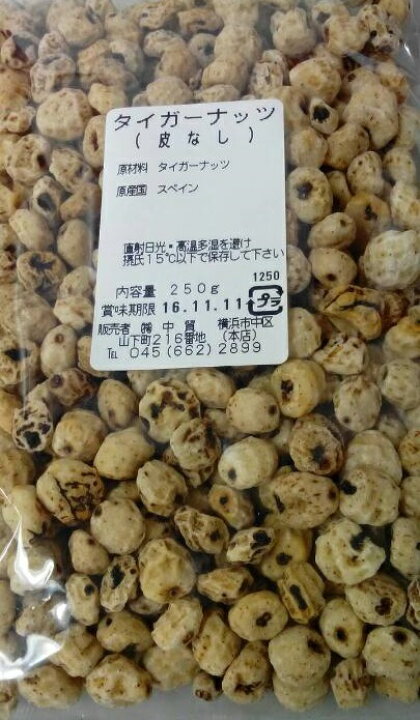 タイガーナッツ
(皮なし)
原材料 タイガーナッツ
原産国 スペイン
直射日光・高温多湿を避け
摂氏15℃以下で保存して下さい
1250
内容量 250g
賞味期限 16.11.11 プラ
販売者 ㈱ 中貿 横浜市中区
山下町216番地 (本店)
TEL 045(662)2899